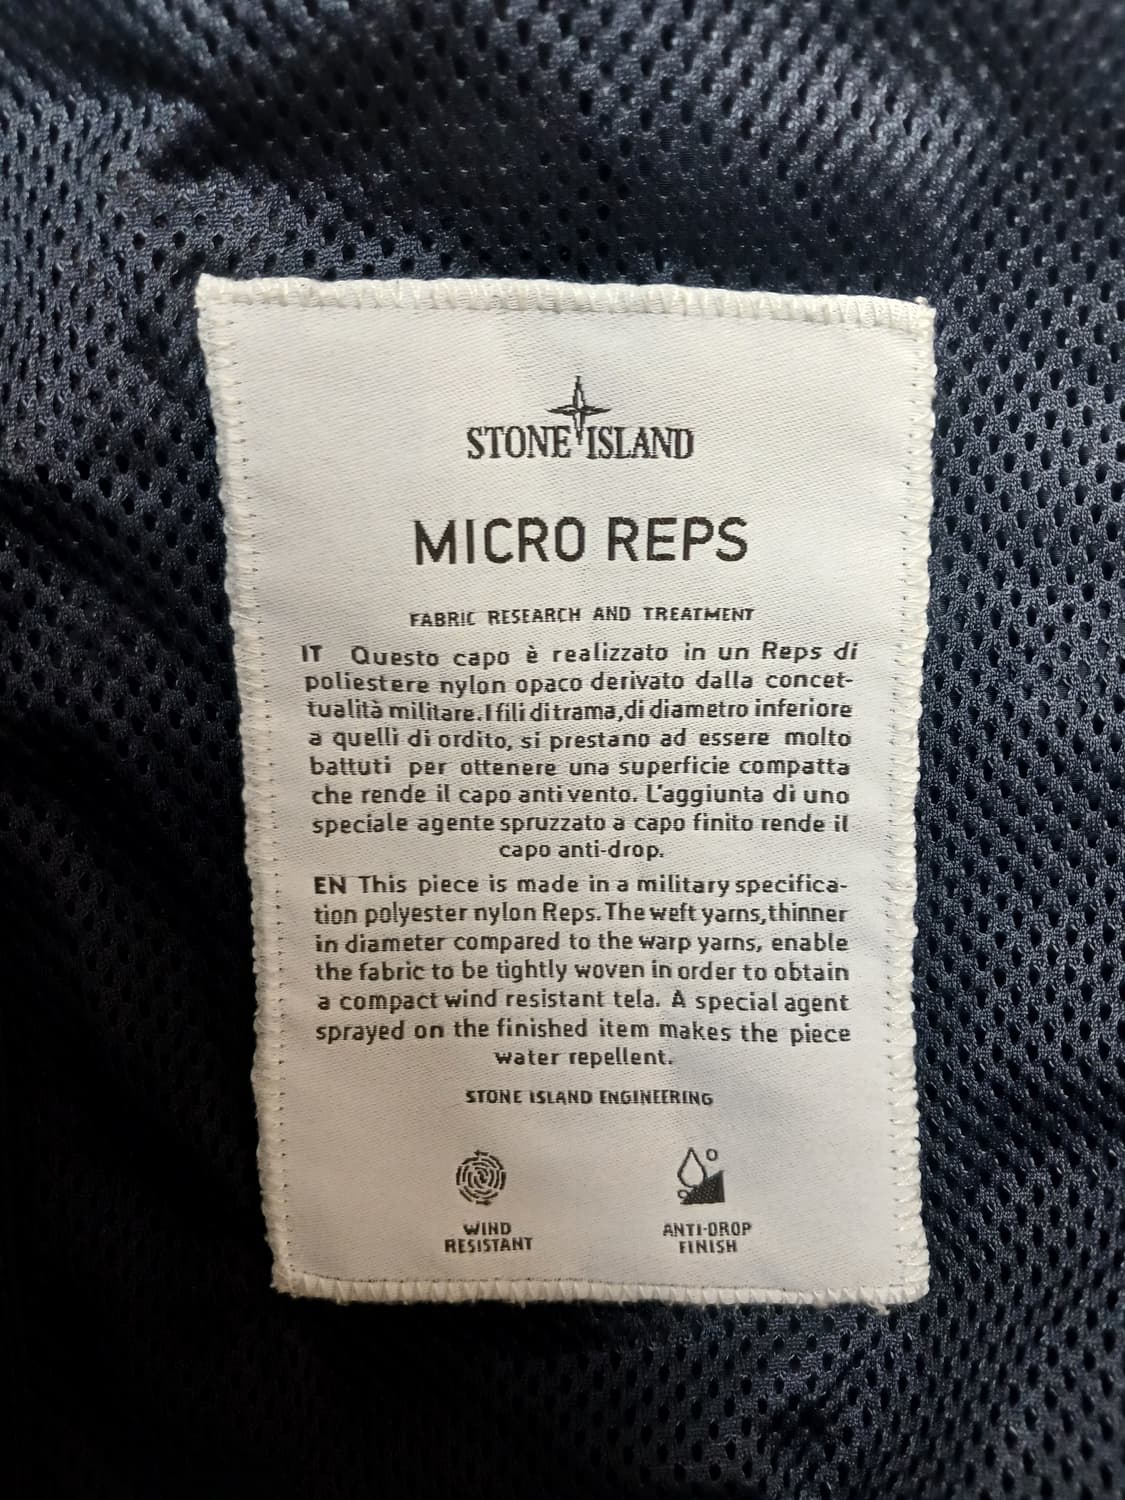 STONE ISLAND
MICRO REPS
FABRIC RESEARCH AND TREATMENT
IT Questo capo è realizzato in un Reps di
poliestere nylon opaco derivato dalla concet-
tualità militare. I fili di trama, di diametro inferiore
a quelli di ordito, si prestano ad essere molto
battuti per ottenere una superficie compatta
che rende il capo anti vento. L'aggiunta di uno
speciale agente spruzzato a capo finito rende il
capo anti-drop.
EN This piece is made in a military specifica-
tion polyester nylon Reps. The weft yarns, thinner
in diameter compared to the warp yarns, enable
the fabric to be tightly woven in order to obtain
a compact wind resistant tela. A special agent
sprayed on the finished item makes the piece
water repellent.
STONE ISLAND ENGINEERING
WIND
RESISTANT
ANTI-DROP
FINISH